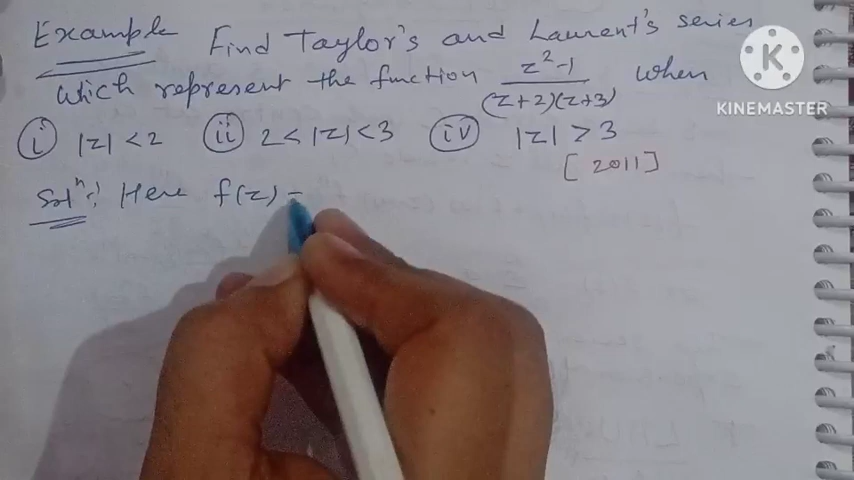 Example Find Taylor's and Laurent's series
which represent the function z²-1/(z+2)(z+3) when
(i) |z| < 2 (ii) 2 < |z| < 3 (iv) |z| > 3
[2011]
Solⁿ: Here f(z) =
K
KINEMASTER